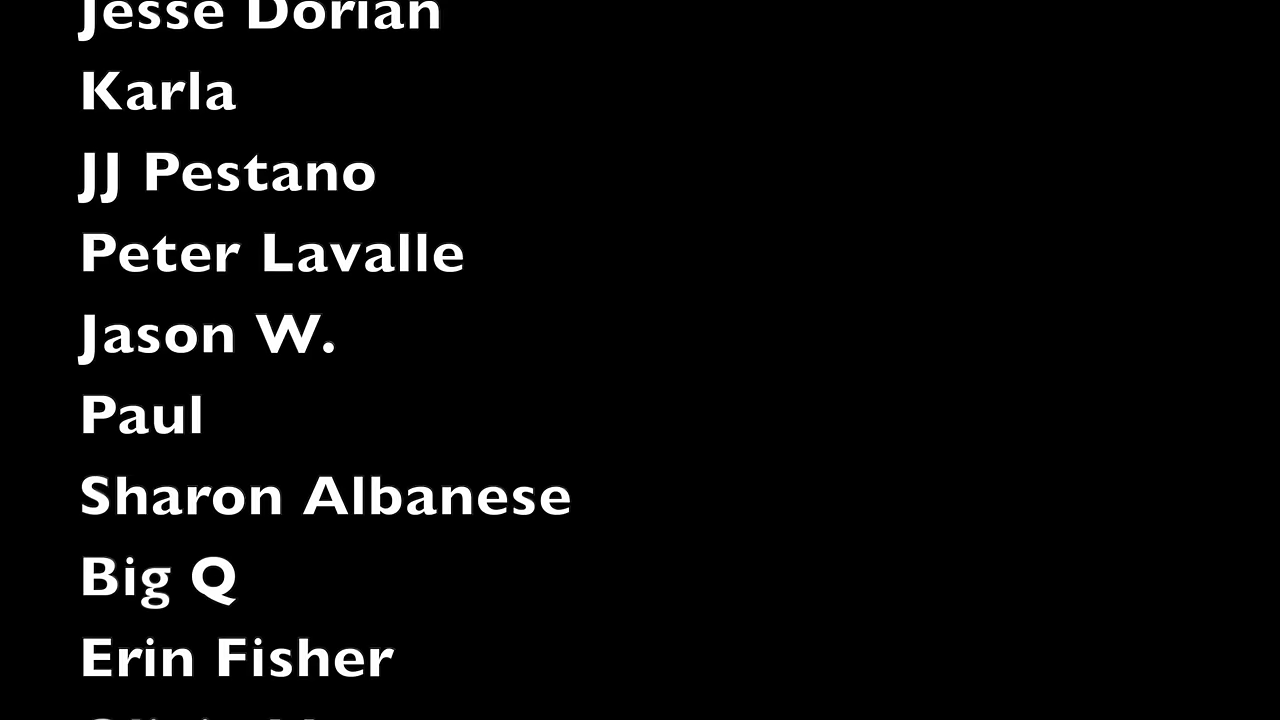 Jesse Dorian
Karla
JJ Pestano
Peter Lavalle
Jason W.
Paul
Sharon Albanese
Big Q
Erin Fisher